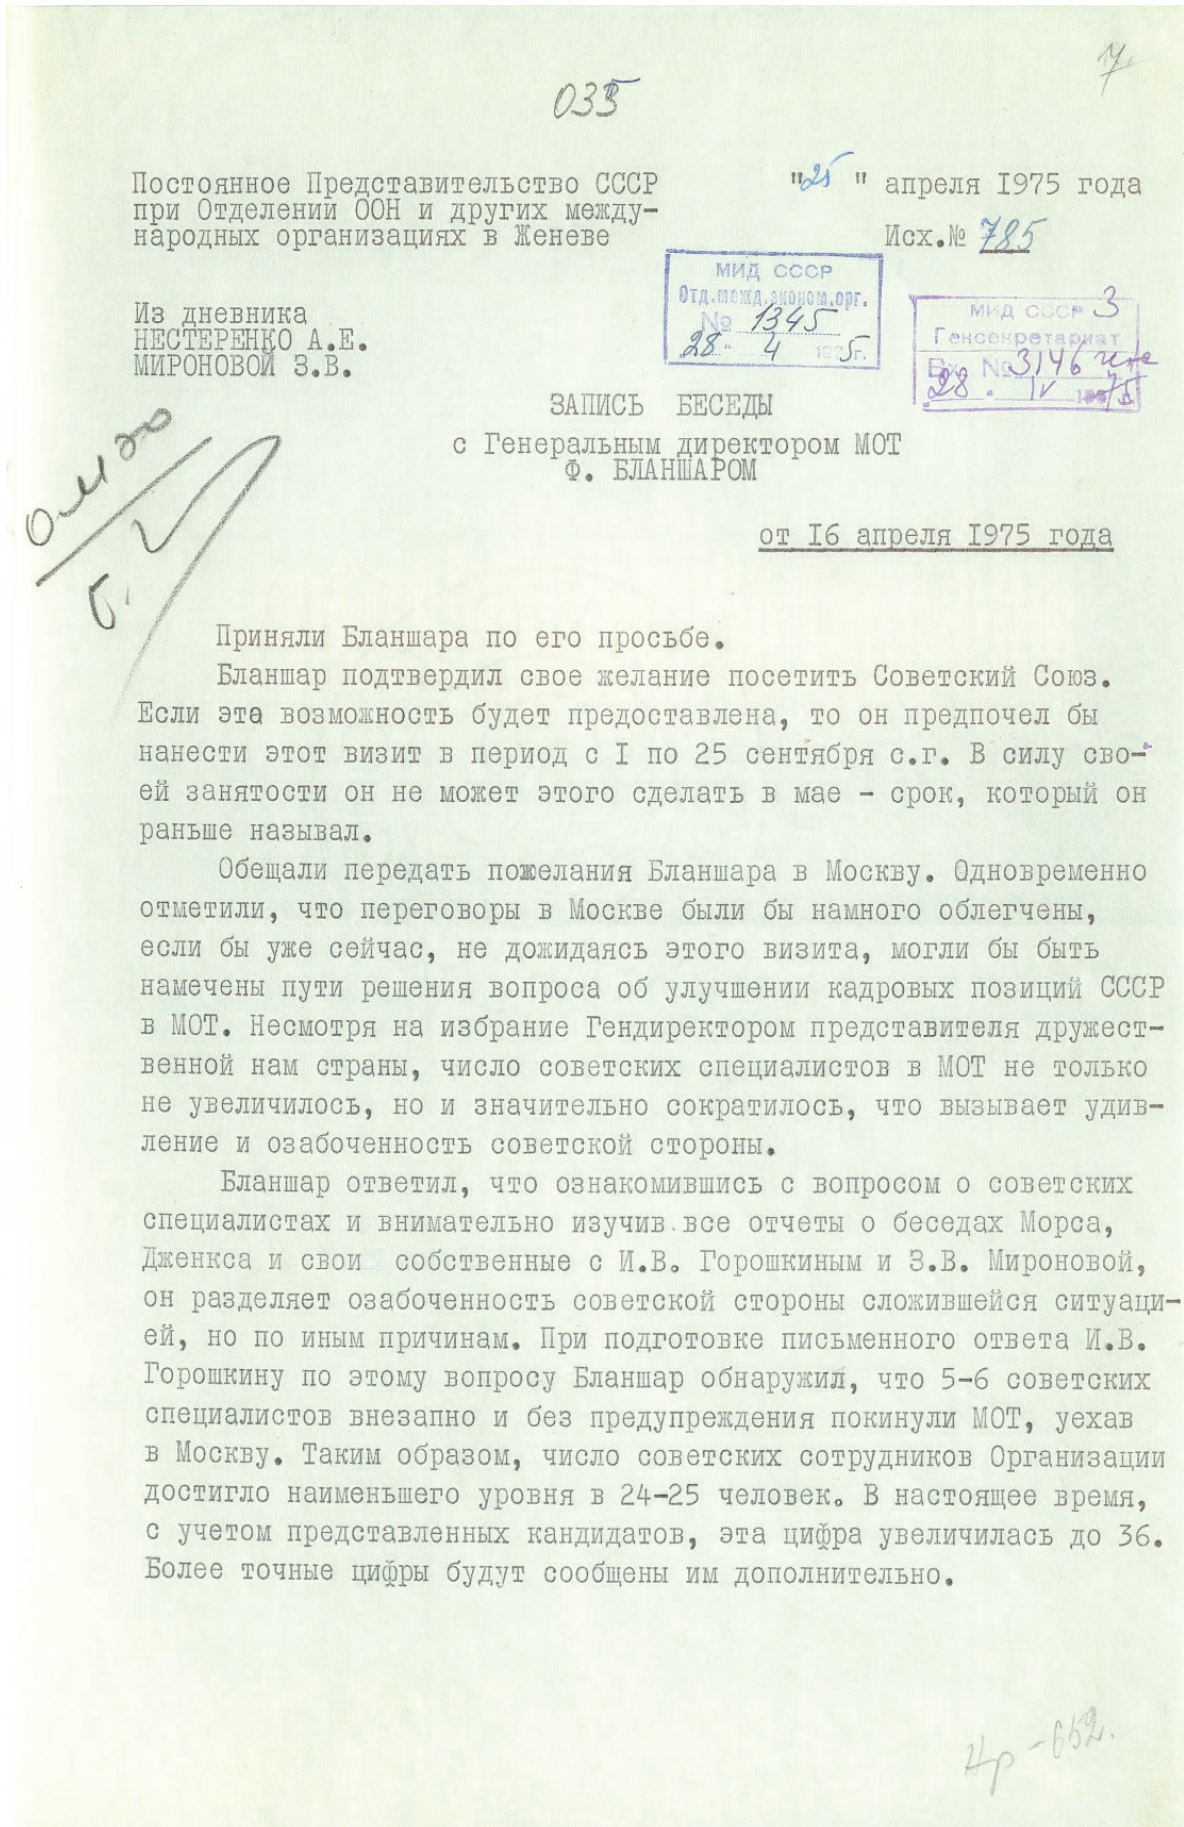 7
035
Постоянное Представительство СССР
при Отделении ООН и других между-
народных организациях в Женеве
"25" апреля I975 года
Исх.№ 785
МИД СССР
Отд.межд.эконом.орг.
№ 1345
28 " 4 1975г.
МИД СССР 3
Генсекретариат
Вх. № 3146
28 " IV 1975г.
Из дневника
НЕСТЕРЕНКО А.Е.
МИРОНОВОЙ З.В.
ЗАПИСЬ БЕСЕДЫ
с Генеральным директором МОТ
Ф. БЛАНШАРОМ
от I6 апреля I975 года
ОМЭО
Приняли Бланшара по его просьбе.
Бланшар подтвердил свое желание посетить Советский Союз.
Если эта возможность будет предоставлена, то он предпочел бы
нанести этот визит в период с I по 25 сентября с.г. В силу сво-
ей занятости он не может этого сделать в мае - срок, который он
раньше называл.
Обещали передать пожелания Бланшара в Москву. Одновременно
отметили, что переговоры в Москве были бы намного облегчены,
если бы уже сейчас, не дожидаясь этого визита, могли бы быть
намечены пути решения вопроса об улучшении кадровых позиций СССР
в МОТ. Несмотря на избрание Гендиректором представителя дружест-
венной нам страны, число советских специалистов в МОТ не только
не увеличилось, но и значительно сократилось, что вызывает удив-
ление и озабоченность советской стороны.
Бланшар ответил, что ознакомившись с вопросом о советских
специалистах и внимательно изучив все отчеты о беседах Морса,
Дженкса и свои собственные с И.В. Горошкиным и З.В. Мироновой,
он разделяет озабоченность советской стороны сложившейся ситуаци-
ей, но по иным причинам. При подготовке письменного ответа И.В.
Горошкину по этому вопросу Бланшар обнаружил, что 5-6 советских
специалистов внезапно и без предупреждения покинули МОТ, уехав
в Москву. Таким образом, число советских сотрудников Организации
достигло наименьшего уровня в 24-25 человек. В настоящее время,
с учетом представленных кандидатов, эта цифра увеличилась до 36.
Более точные цифры будут сообщены им дополнительно.
нр-652.